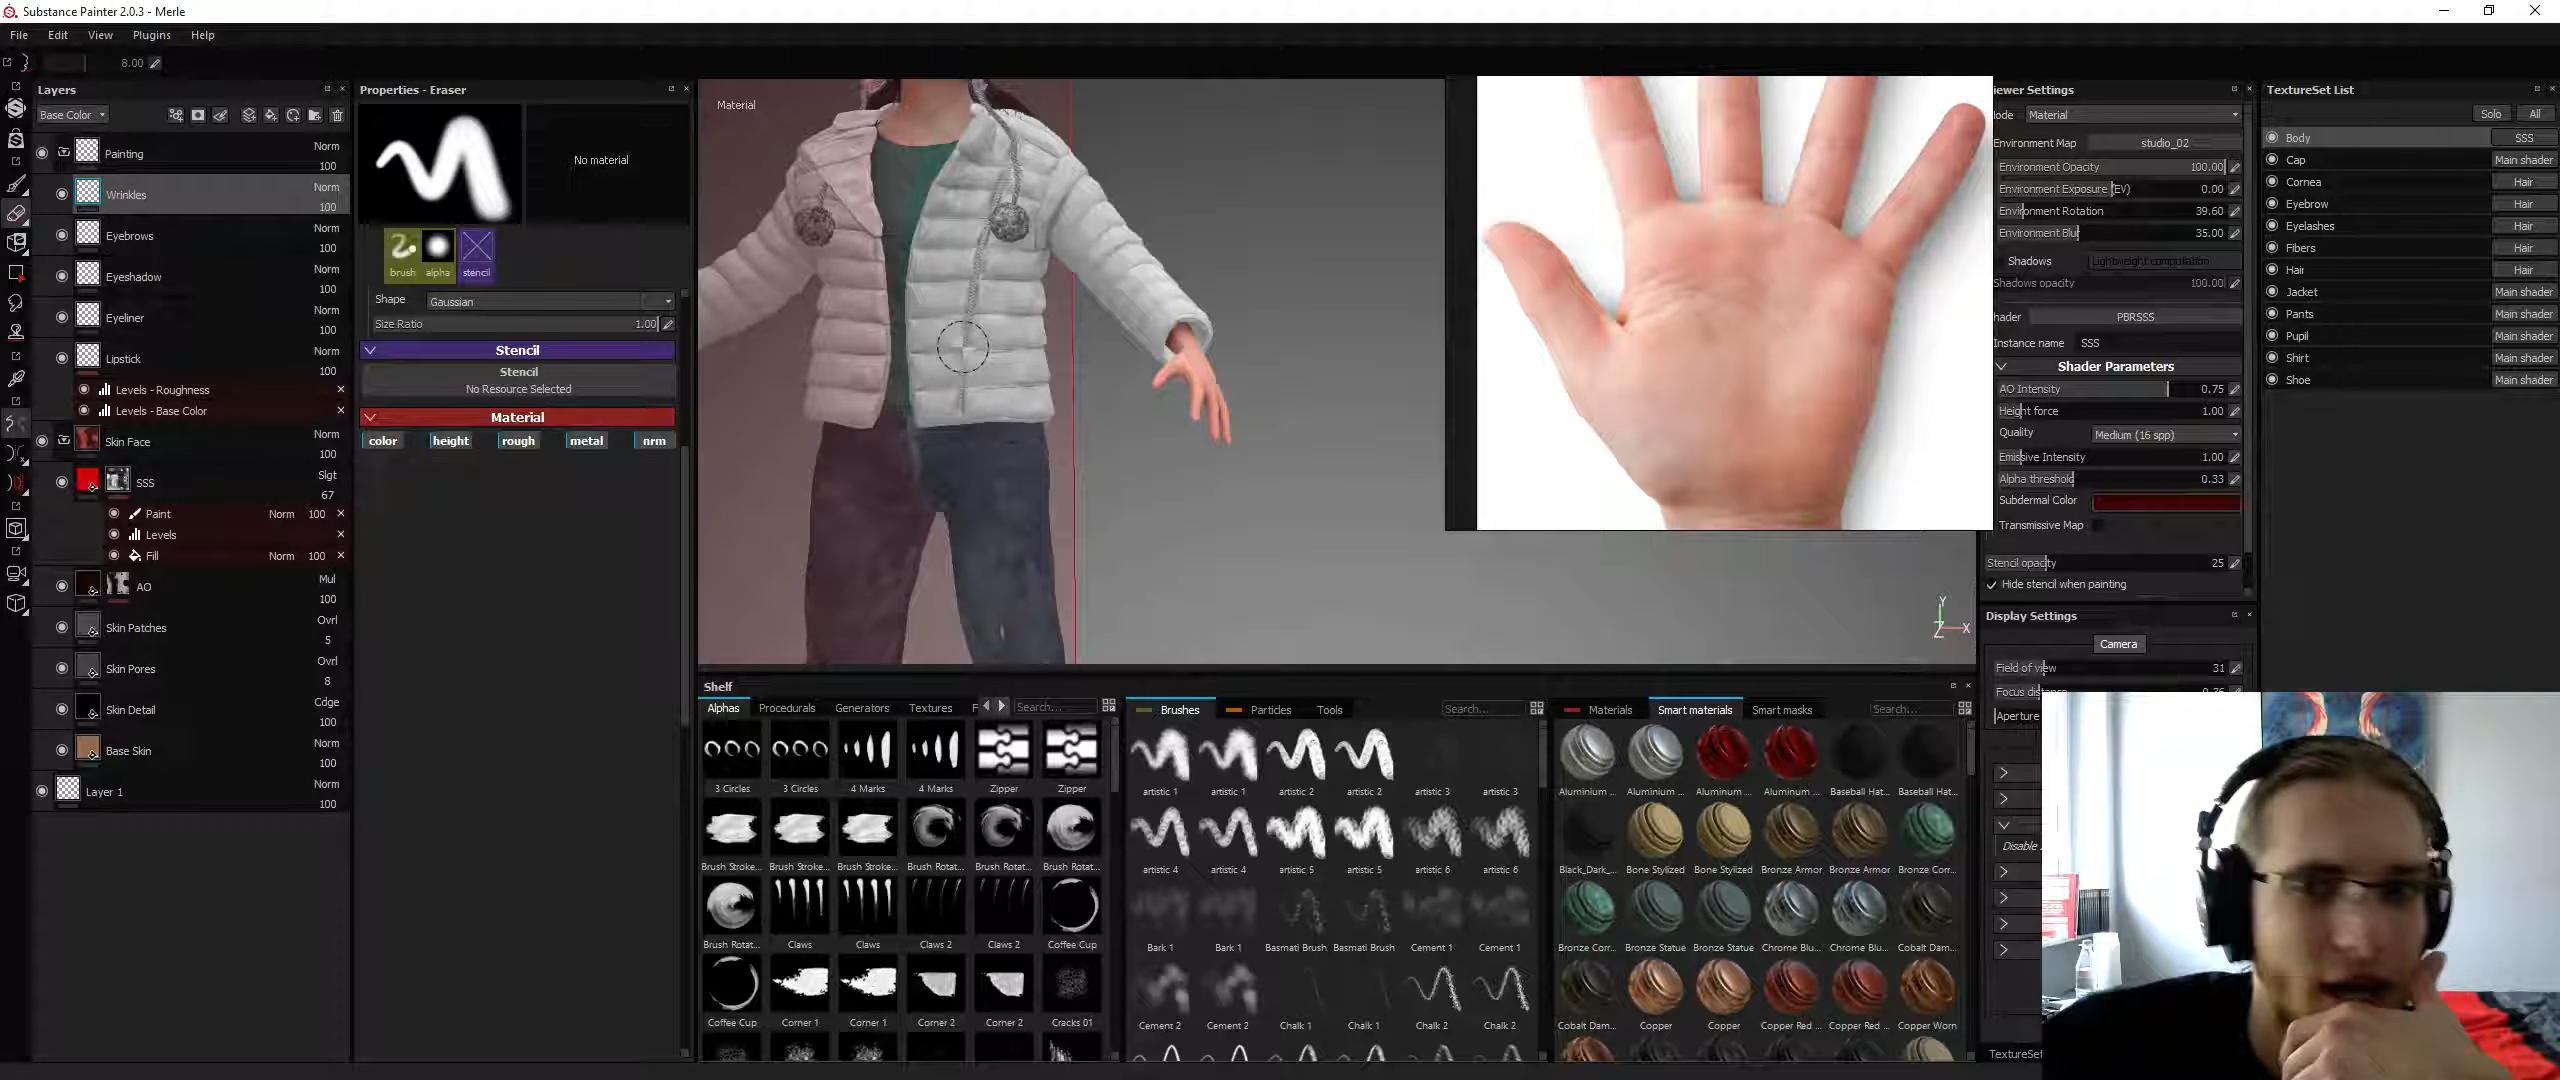 Substance Painter 2.0.3 - Merle
File Edit View Plugins Help
8.00
Layers
Base Color
Painting Norm 100
Wrinkles Norm 100
Eyebrows Norm 100
Eyeshadow Norm 100
Eyeliner Norm 100
Lipstick Norm 100
Levels - Roughness
Levels - Base Color
Skin Face Norm 100
SSS Slgt 67
Paint Norm 100
Levels
Fill Norm 100
AO Mul 100
Skin Patches Ovrl 5
Skin Pores Ovrl 8
Skin Detail Cdge 100
Base Skin Norm 100
Layer 1 Norm 100
Properties - Eraser
No material
brush alpha stencil
Shape Gaussian
Size Ratio 1.00
Stencil
Stencil
No Resource Selected
Material
color height rough metal nrm
Material
Y
Z X
iewer Settings
lode Material
Environment Map studio_02
Environment Opacity 100.00
Environment Exposure (EV) 0.00
Environment Rotation 39.60
Environment Blur 35.00
Shadows Lightweight computation
Shadows opacity 100.00
hader PBRSSS
Instance name SSS
Shader Parameters
AO Intensity 0.75
Height force 1.00
Quality Medium (16 spp)
Emissive Intensity 1.00
Alpha threshold 0.33
Subdermal Color
Transmissive Map
Stencil opacity 25
Hide stencil when painting
Display Settings
Camera
Field of view 31
Focus distance 0.36
Aperture
Disable
TextureSet
TextureSet List
Solo All
Body SSS
Cap Main shader
Cornea Hair
Eyebrow Hair
Eyelashes Hair
Fibers Hair
Hair Hair
Jacket Main shader
Pants Main shader
Pupil Main shader
Shirt Main shader
Shoe Main shader
Shelf
Alphas Procedurals Generators Textures F Search...
3 Circles 3 Circles 4 Marks 4 Marks Zipper Zipper
Brush Stroke... Brush Stroke... Brush Stroke... Brush Rotat... Brush Rotat... Brush Rotat...
Brush Rotat... Claws Claws Claws 2 Claws 2 Coffee Cup
Coffee Cup Corner 1 Corner 1 Corner 2 Corner 2 Cracks 01
Brushes Particles Tools Search...
artistic 1 artistic 1 artistic 2 artistic 2 artistic 3 artistic 3
artistic 4 artistic 4 artistic 5 artistic 5 artistic 6 artistic 6
Bark 1 Bark 1 Basmati Brush Basmati Brush Cement 1 Cement 1
Cement 2 Cement 2 Chalk 1 Chalk 1 Chalk 2 Chalk 2
Materials Smart materials Smart masks Search...
Aluminium ... Aluminium ... Aluminum ... Aluminum ... Baseball Hat... Baseball Hat...
Black_Dark_... Bone Stylized Bone Stylized Bronze Armor Bronze Armor Bronze Corr...
Bronze Corr... Bronze Statue Bronze Statue Chrome Blu... Chrome Blu... Cobalt Dam...
Cobalt Dam... Copper Copper Copper Red ... Copper Red ... Copper Worn